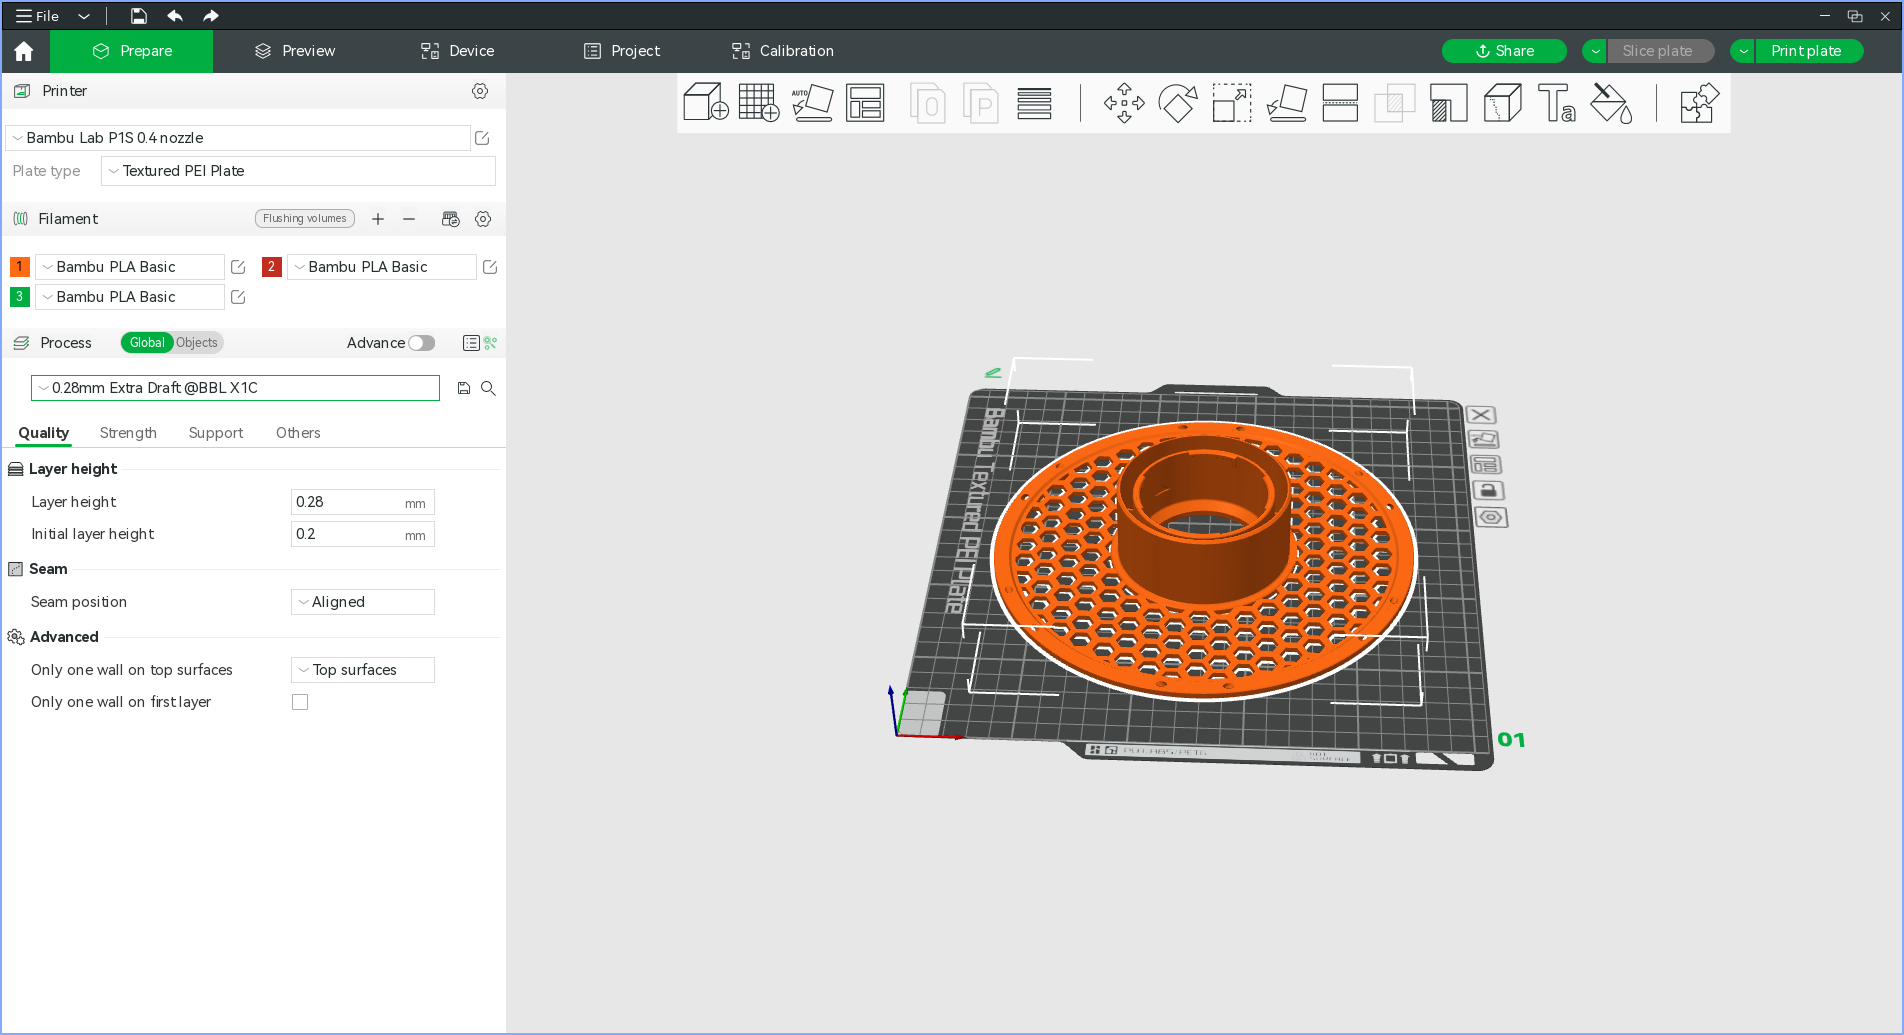 File
Prepare
Preview
Device
Project
Calibration
Share
Slice plate
Print plate
Printer
Bambu Lab P1S 0.4 nozzle
Plate type
Textured PEI Plate
Filament
Flushing volumes
1
Bambu PLA Basic
2
Bambu PLA Basic
3
Bambu PLA Basic
Process
Global
Objects
Advance
0.28mm Extra Draft @BBL X1C
Quality
Strength
Support
Others
Layer height
Layer height
0.28
mm
Initial layer height
0.2
mm
Seam
Seam position
Aligned
Advanced
Only one wall on top surfaces
Top surfaces
Only one wall on first layer
AUTO
O
P
Ta
Bambu Textured PEI Plate
01